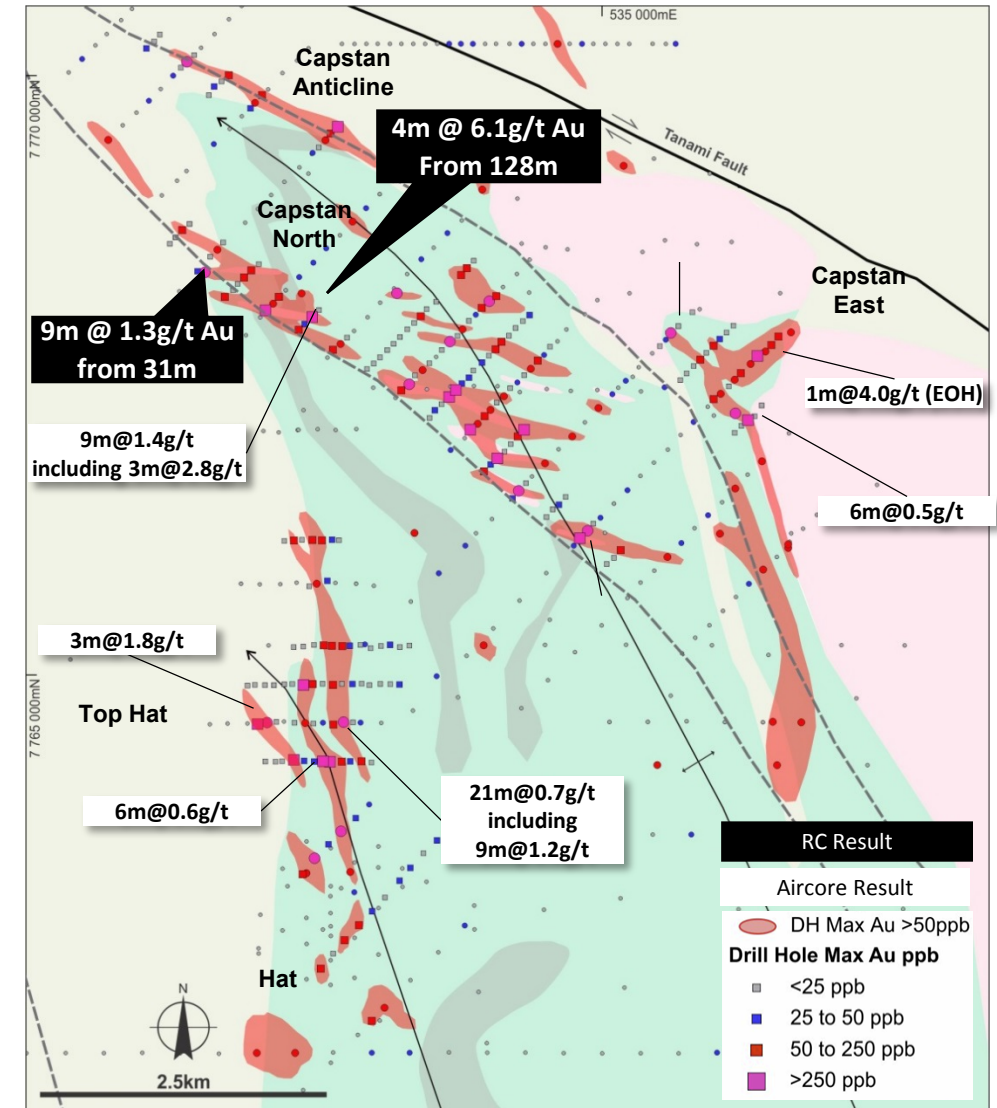 535 000mE
7 770 000mN
Capstan
Anticline
4m @ 6.1g/t Au
From 128m
Tanami Fault
Capstan
North
Capstan
East
9m @ 1.3g/t Au
from 31m
1m@4.0g/t (EOH)
9m@1.4g/t
including 3m@2.8g/t
6m@0.5g/t
3m@1.8g/t
7 765 000mN
Top Hat
6m@0.6g/t
21m@0.7g/t
including
9m@1.2g/t
Hat
N
2.5km
RC Result
Aircore Result
DH Max Au >50ppb
Drill Hole Max Au ppb
<25 ppb
25 to 50 ppb
50 to 250 ppb
>250 ppb